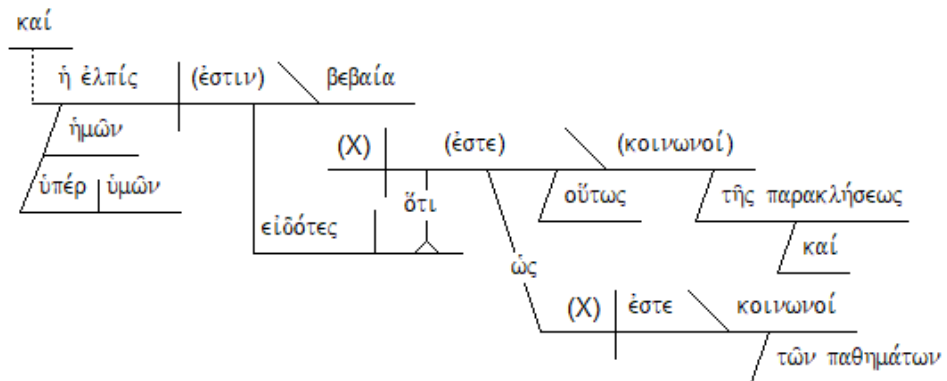 καί
ἡ ἐλπίς (ἐστιν) βεβαία
ἡμῶν
ὑπέρ ὑμῶν
(X) (ἐστε) (κοινωνοί)
οὕτως τῆς παρακλήσεως
εἰδότες ὅτι
καί
ὡς
(X) ἐστε κοινωνοί
τῶν παθημάτων